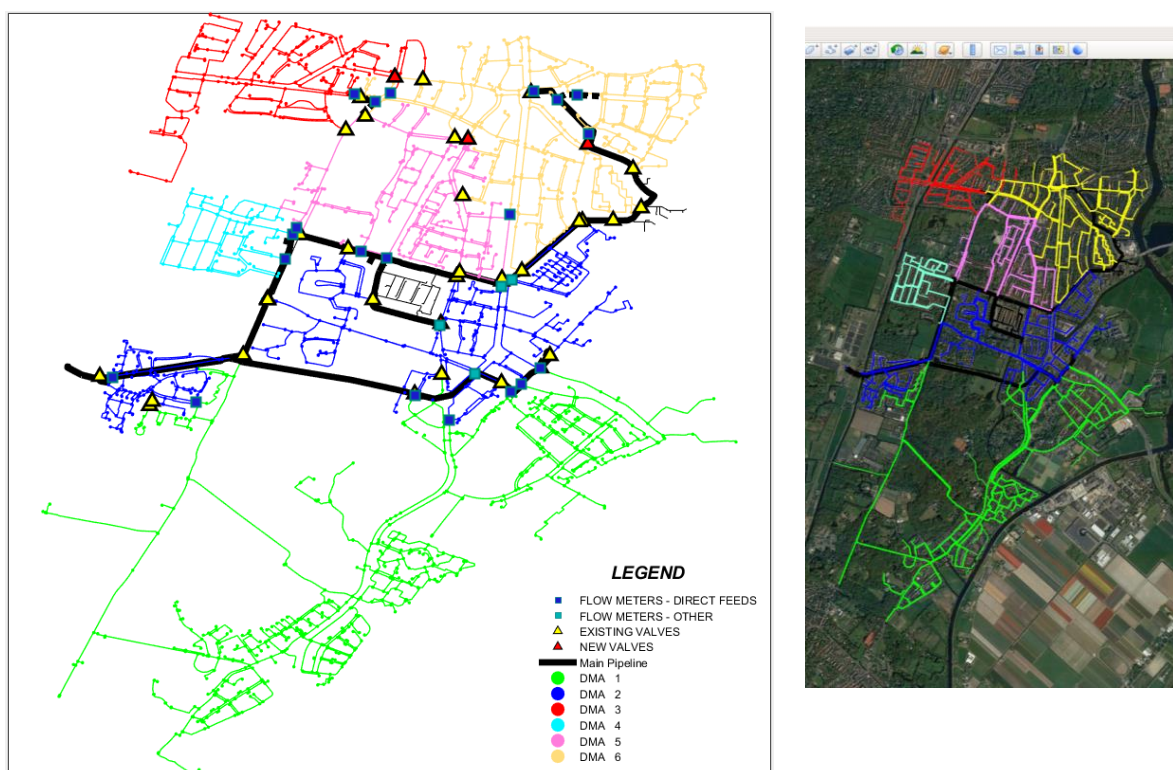 LEGEND
FLOW METERS - DIRECT FEEDS
FLOW METERS - OTHER
EXISTING VALVES
NEW VALVES
Main Pipeline
DMA 1
DMA 2
DMA 3
DMA 4
DMA 5
DMA 6